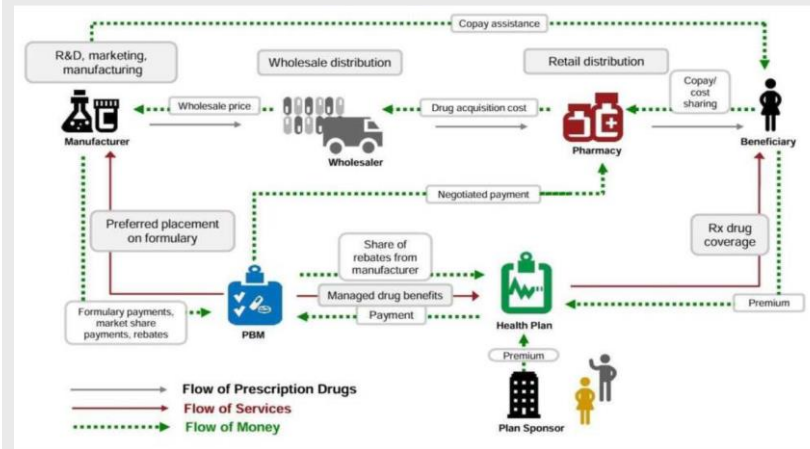 Copay assistance
R&D, marketing,
manufacturing
Wholesale distribution
Retail distribution
Copay/
cost
sharing
Wholesale price
Drug acquisition cost
Manufacturer
Wholesaler
Pharmacy
Beneficiary
Negotiated payment
Preferred placement
on formulary
Share of
rebates from
manufacturer
Rx drug
coverage
Managed drug benefits
Formulary payments,
market share
payments, rebates
PBM
Payment
Health Plan
Premium
Premium
Flow of Prescription Drugs
Flow of Services
Flow of Money
Plan Sponsor